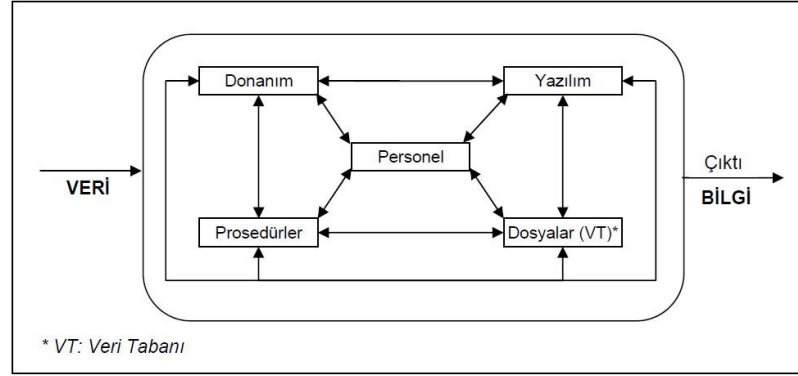 Donanım
Yazılım
Personel
VERİ
Çıktı
BİLGİ
Prosedürler
Dosyalar (VT)*
* VT: Veri Tabanı